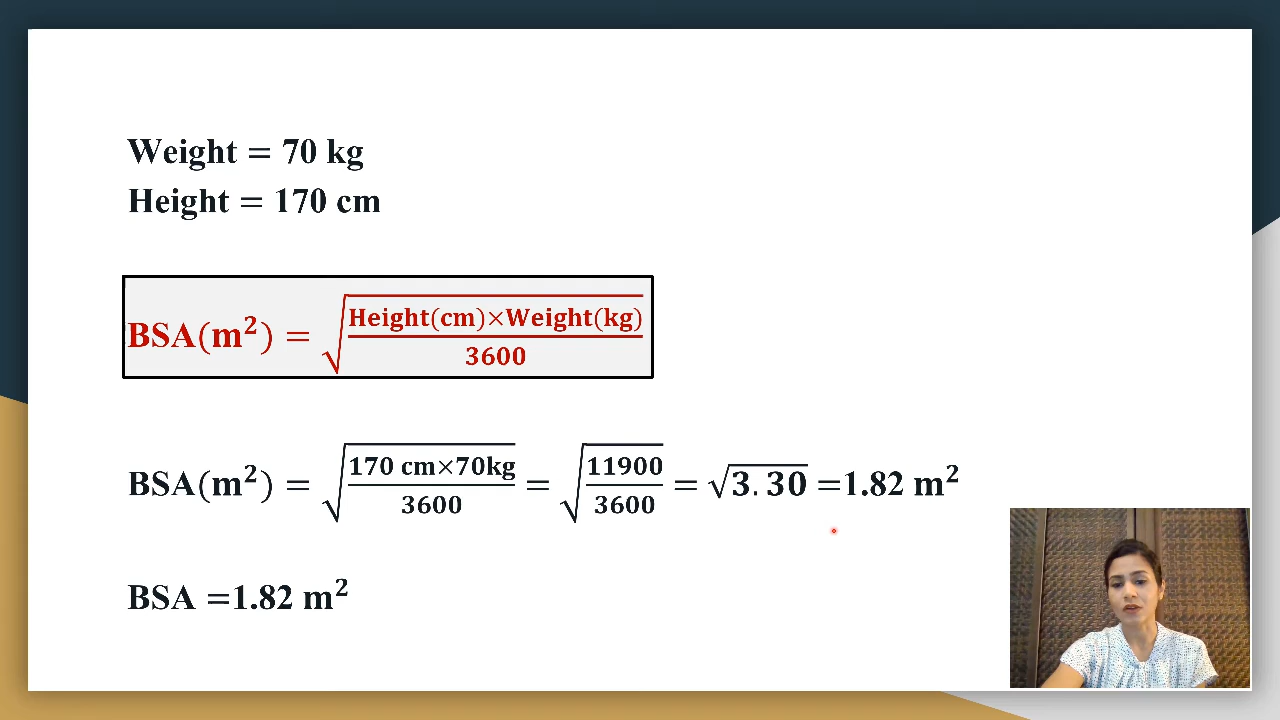 Weight = 70 kg
Height = 170 cm
BSA(m²) = √(Height(cm)×Weight(kg)/3600)
BSA(m²) = √(170 cm×70kg/3600) = √(11900/3600) = √3.30 =1.82 m²
BSA =1.82 m²